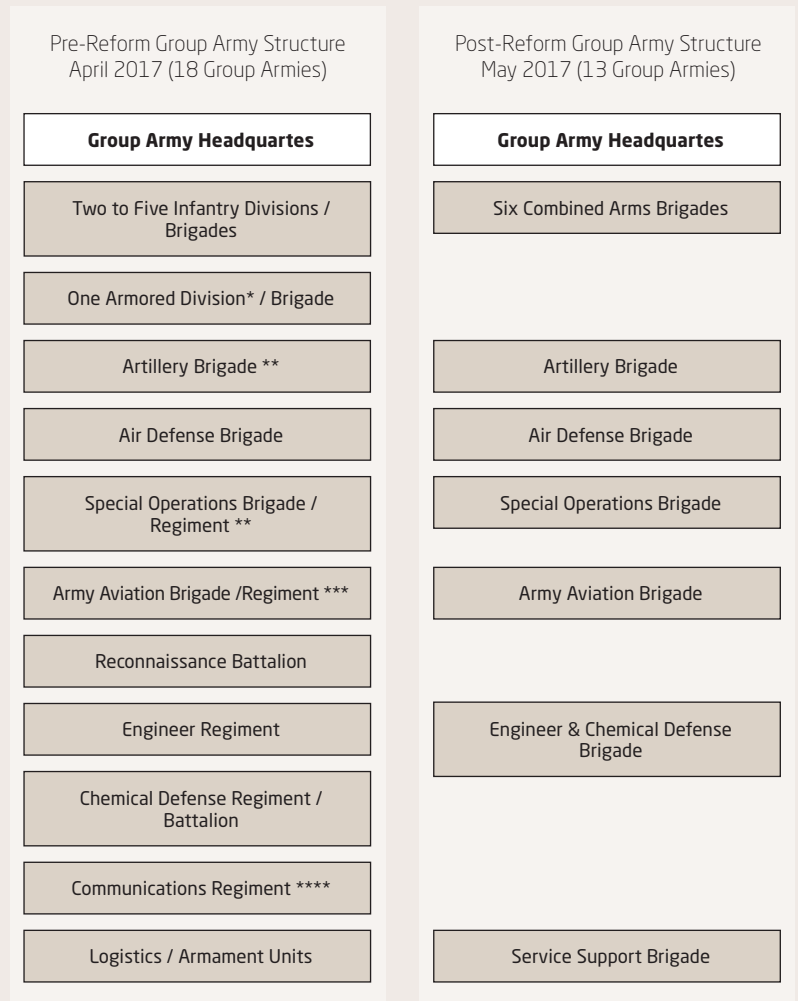 Pre-Reform Group Army Structure
April 2017 (18 Group Armies)
Group Army Headquartes
Two to Five Infantry Divisions /
Brigades
One Armored Division* / Brigade
Artillery Brigade **
Air Defense Brigade
Special Operations Brigade /
Regiment **
Army Aviation Brigade /Regiment ***
Reconnaissance Battalion
Engineer Regiment
Chemical Defense Regiment /
Battalion
Communications Regiment ****
Logistics / Armament Units
Post-Reform Group Army Structure
May 2017 (13 Group Armies)
Group Army Headquartes
Six Combined Arms Brigades
Artillery Brigade
Air Defense Brigade
Special Operations Brigade
Army Aviation Brigade
Engineer & Chemical Defense
Brigade
Service Support Brigade